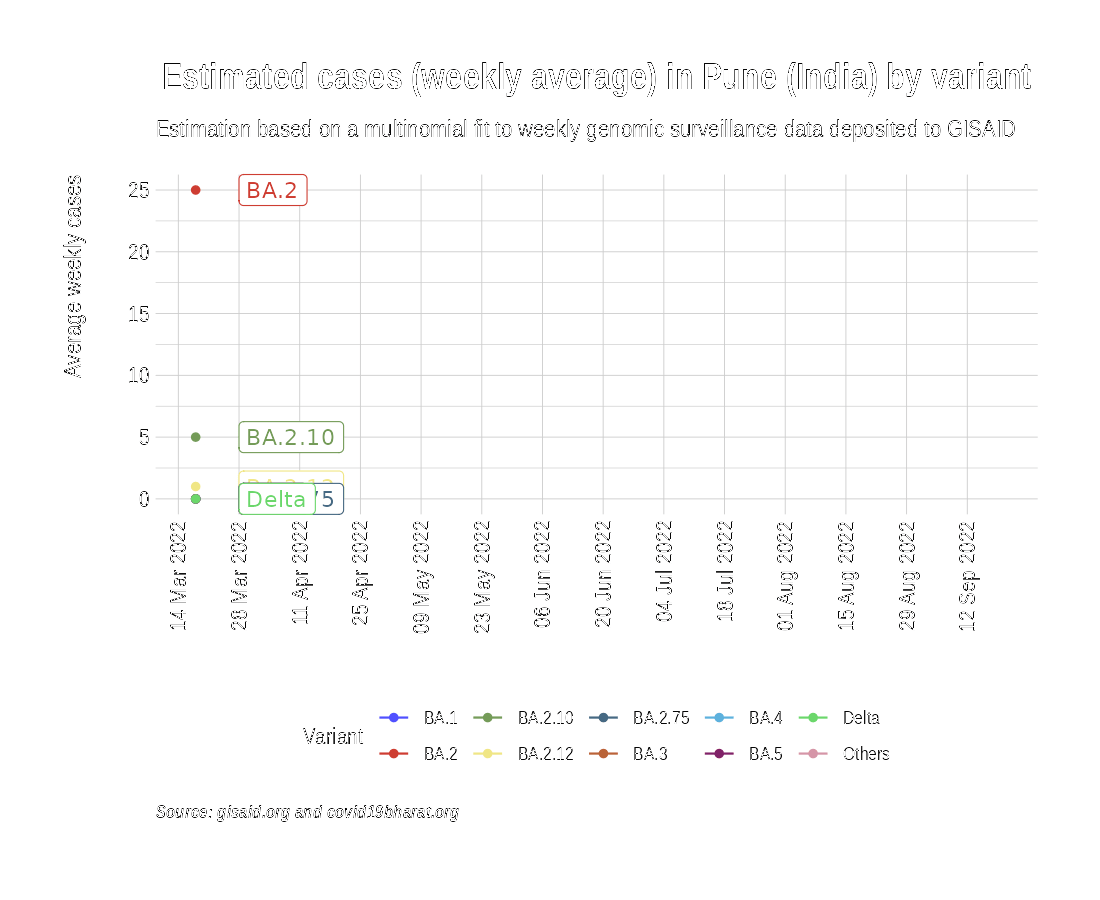 Estimated cases (weekly average) in Pune (India) by variant
Estimation based on a multinomial fit to weekly genomic surveillance data deposited to GISAID
Average weekly cases
25
20
15
10
5
0
BA.2
BA.2.10
Delta
75
14 Mar 2022
28 Mar 2022
11 Apr 2022
25 Apr 2022
09 May 2022
23 May 2022
06 Jun 2022
20 Jun 2022
04 Jul 2022
18 Jul 2022
01 Aug 2022
15 Aug 2022
29 Aug 2022
12 Sep 2022
Variant
BA.1 BA.2.10 BA.2.75 BA.4 Delta
BA.2 BA.2.12 BA.3 BA.5 Others
Source: gisaid.org and covid19bharat.org